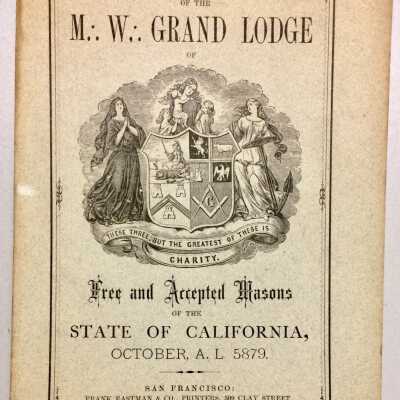 OF THE
M∴ W∴ GRAND LODGE
OF
THESE THREE, BUT THE GREATEST OF THESE IS
CHARITY.
Free and Accepted Masons
OF THE
STATE OF CALIFORNIA,
OCTOBER, A. L. 5879.
SAN FRANCISCO:
FRANK EASTMAN & CO., PRINTERS, 509 CLAY STREET